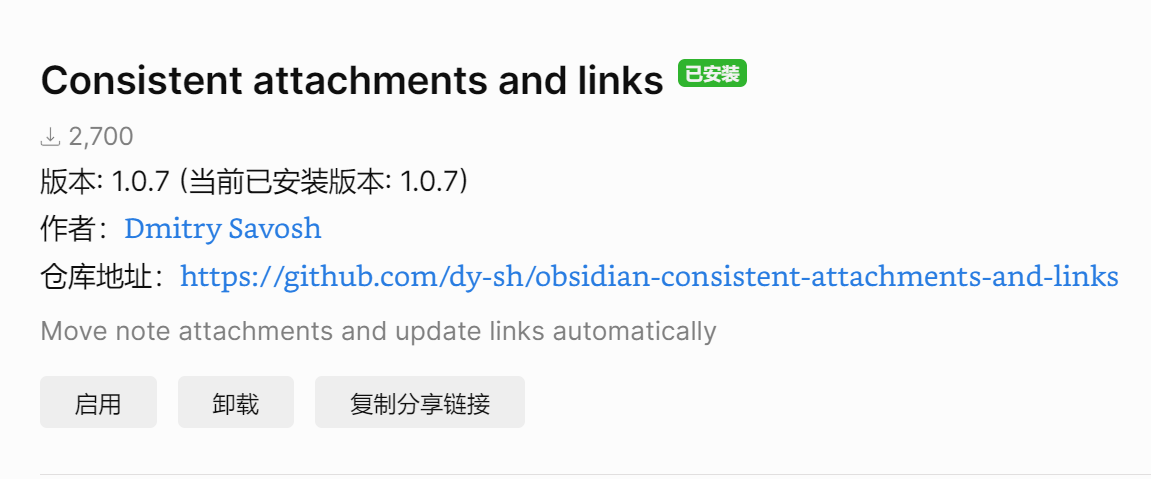 Consistent attachments and links 已安装
2,700
版本: 1.0.7 (当前已安装版本: 1.0.7)
作者：Dmitry Savosh
仓库地址：https://github.com/dy-sh/obsidian-consistent-attachments-and-links
Move note attachments and update links automatically
启用 卸载 复制分享链接